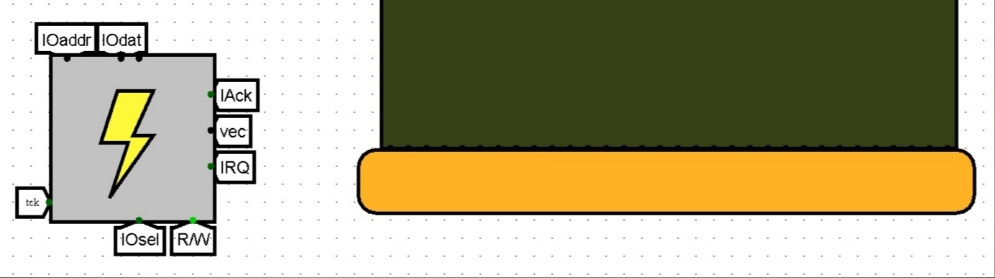 IOaddr IOdat
IAck
vec
IRQ
tck
IOsel R/W